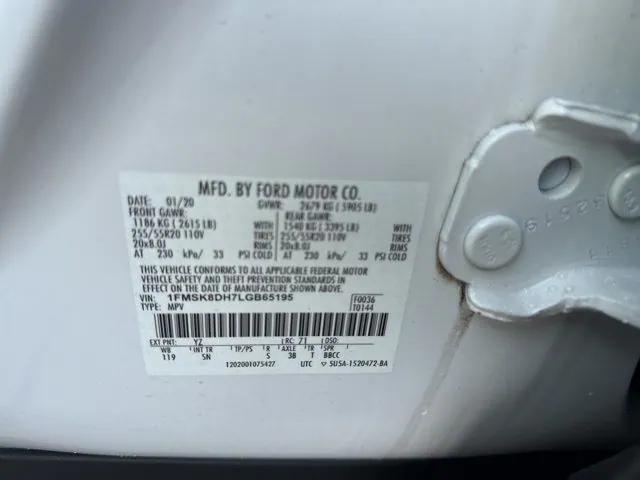 MFD. BY FORD MOTOR CO.
DATE: 01/20 GVWR: 2679 KG ( 5905 LB)
FRONT GAWR: REAR GAWR:
1186 KG ( 2615 LB) WITH 1540 KG ( 3395 LB) WITH
255/55R20 110V TIRES 255/55R20 110V TIRES
20x8.0J RIMS 20x8.0J RIMS
AT 230 kPa/ 33 PSI COLD AT 230 kPa/ 33 PSI COLD
THIS VEHICLE CONFORMS TO ALL APPLICABLE FEDERAL MOTOR
VEHICLE SAFETY, BUMPER, AND THEFT PREVENTION STANDARDS IN
EFFECT ON THE DATE OF MANUFACTURE SHOWN ABOVE.
VIN: 1FMSK8DH7LGB65195 F0036
TYPE: MPV T0144
EXT PNT: YZ RC: 71 DSO:
WB INT TR TP/PS R AXLE TR SPR
119 SN S 3B T BBCC
1202001075427 UTC ▽ 5U5A-1520472-BA